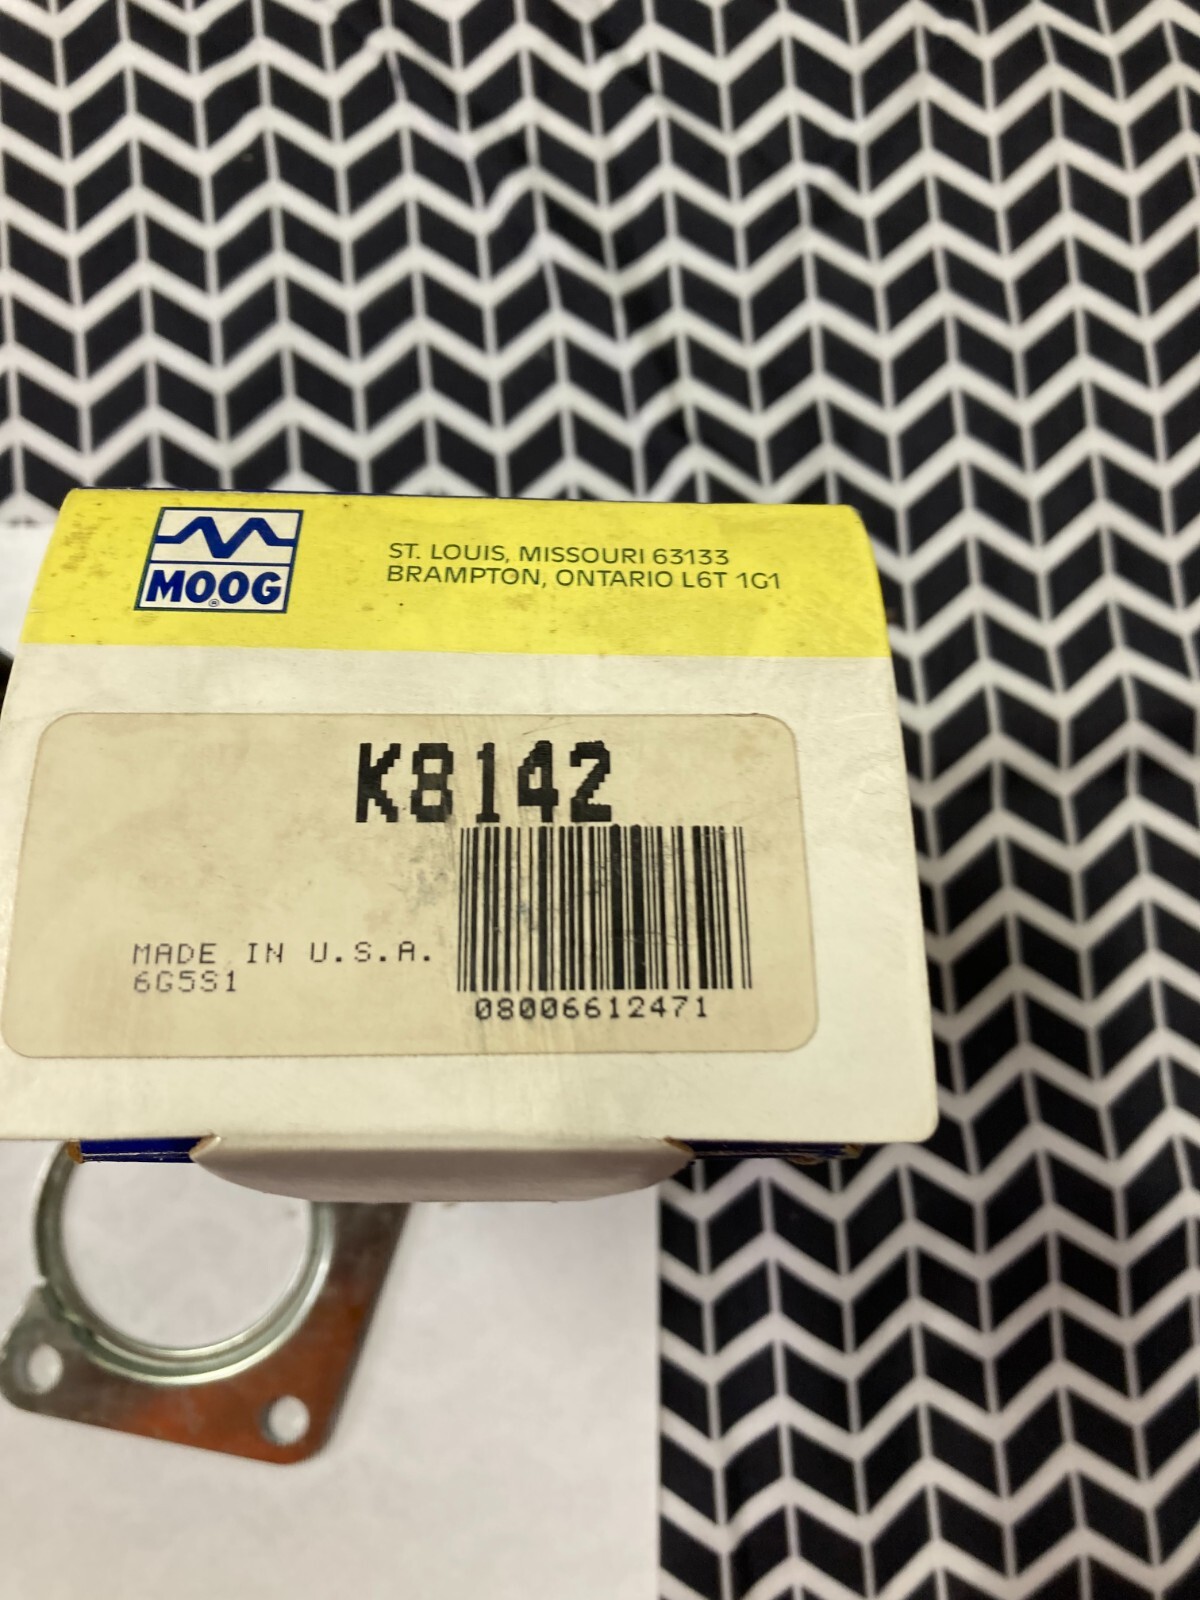 MOOG®
ST. LOUIS, MISSOURI 63133
BRAMPTON, ONTARIO L6T 1G1
K8142
MADE IN U.S.A.
6G5S1
08006612471